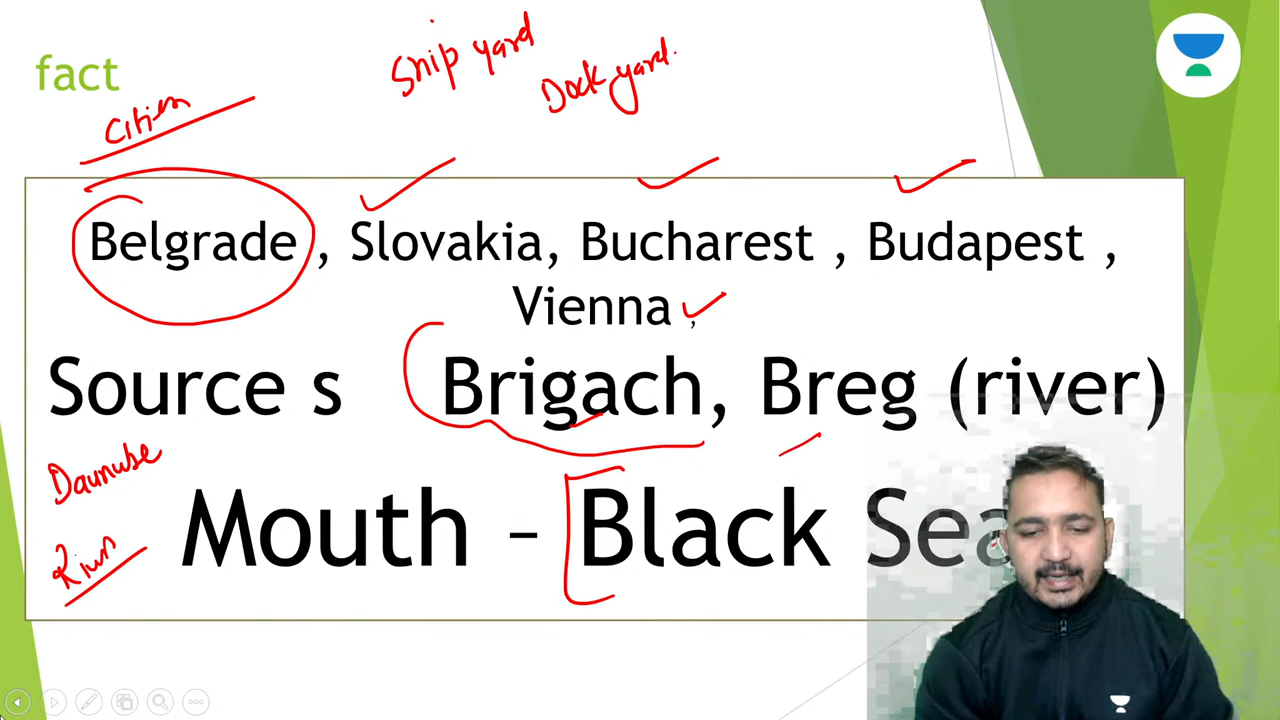 fact
Ship yard
Dock yard.
Cities
Belgrade , Slovakia, Bucharest , Budapest ,
Vienna ,
Source s Brigach, Breg (river)
Daunube
Mouth – Black Sea